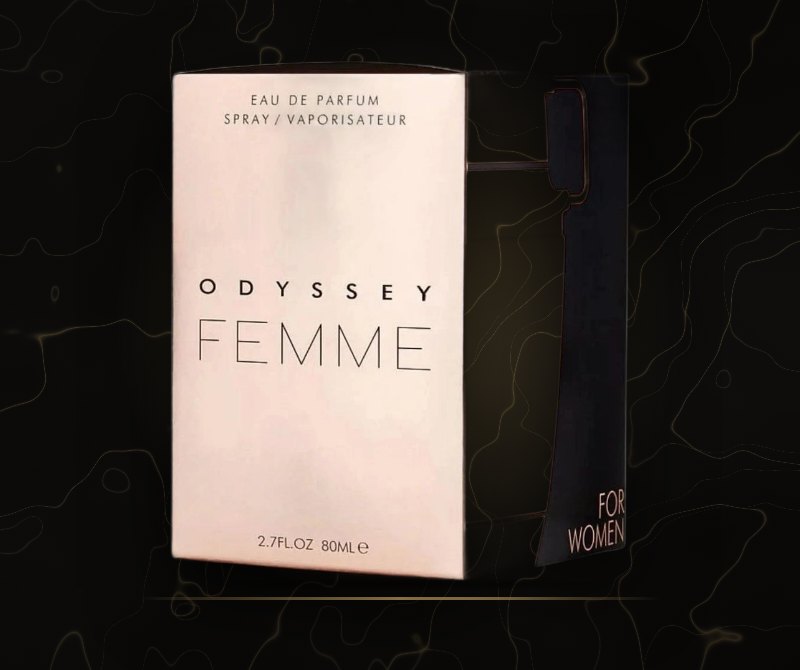 EAU DE PARFUM
SPRAY / VAPORISATEUR
ODYSSEY
FEMME
2.7FL.OZ 80ML ℮
FOR
WOMEN